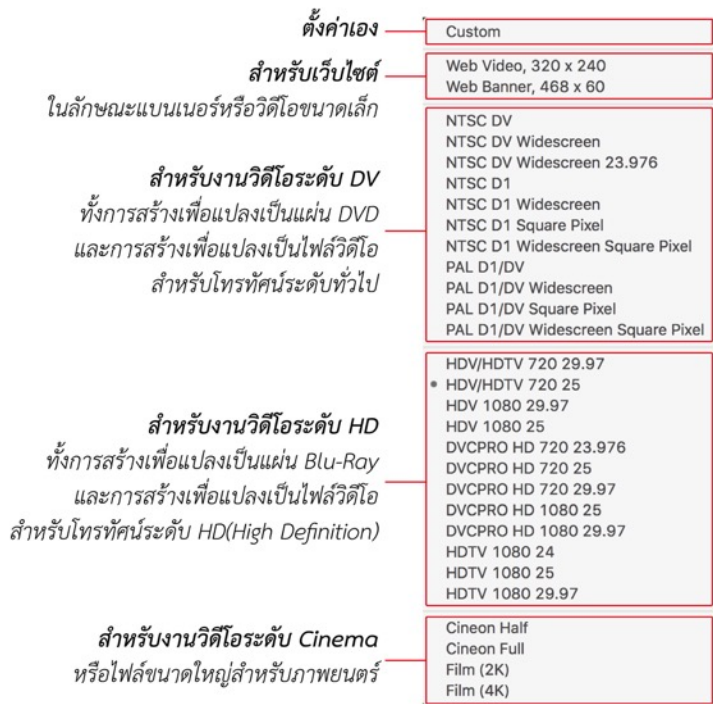 ตั้งค่าเอง
Custom
สำหรับเว็บไซต์
ในลักษณะแบนเนอร์หรือวิดีโอขนาดเล็ก
Web Video, 320 x 240
Web Banner, 468 x 60
สำหรับงานวิดีโอระดับ DV
ทั้งการสร้างเพื่อแปลงเป็นแผ่น DVD
และการสร้างเพื่อแปลงเป็นไฟล์วิดีโอ
สำหรับโทรทัศน์ระดับทั่วไป
NTSC DV
NTSC DV Widescreen
NTSC DV Widescreen 23.976
NTSC D1
NTSC D1 Widescreen
NTSC D1 Square Pixel
NTSC D1 Widescreen Square Pixel
PAL D1/DV
PAL D1/DV Widescreen
PAL D1/DV Square Pixel
PAL D1/DV Widescreen Square Pixel
สำหรับงานวิดีโอระดับ HD
ทั้งการสร้างเพื่อแปลงเป็นแผ่น Blu-Ray
และการสร้างเพื่อแปลงเป็นไฟล์วิดีโอ
สำหรับโทรทัศน์ระดับ HD(High Definition)
HDV/HDTV 720 29.97
• HDV/HDTV 720 25
HDV 1080 29.97
HDV 1080 25
DVCPRO HD 720 23.976
DVCPRO HD 720 25
DVCPRO HD 720 29.97
DVCPRO HD 1080 25
DVCPRO HD 1080 29.97
HDTV 1080 24
HDTV 1080 25
HDTV 1080 29.97
สำหรับงานวิดีโอระดับ Cinema
หรือไฟล์ขนาดใหญ่สำหรับภาพยนตร์
Cineon Half
Cineon Full
Film (2K)
Film (4K)